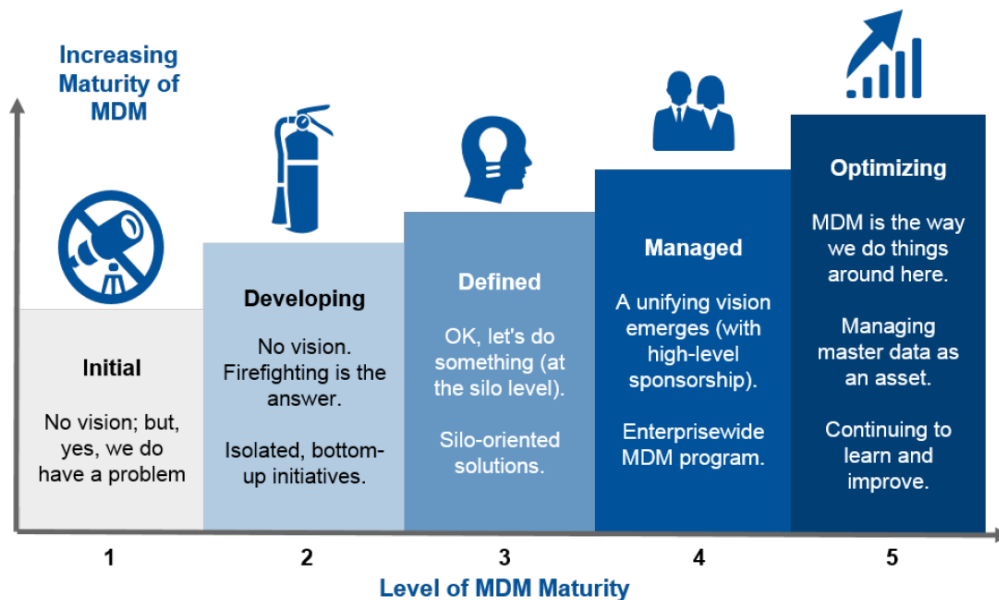 Increasing
Maturity of
MDM
Initial
No vision; but,
yes, we do
have a problem
Developing
No vision.
Firefighting is the
answer.
Isolated, bottom-
up initiatives.
Defined
OK, let's do
something (at
the silo level).
Silo-oriented
solutions.
Managed
A unifying vision
emerges (with
high-level
sponsorship).
Enterprisewide
MDM program.
Optimizing
MDM is the way
we do things
around here.
Managing
master data as
an asset.
Continuing to
learn and
improve.
1 2 3 4 5
Level of MDM Maturity